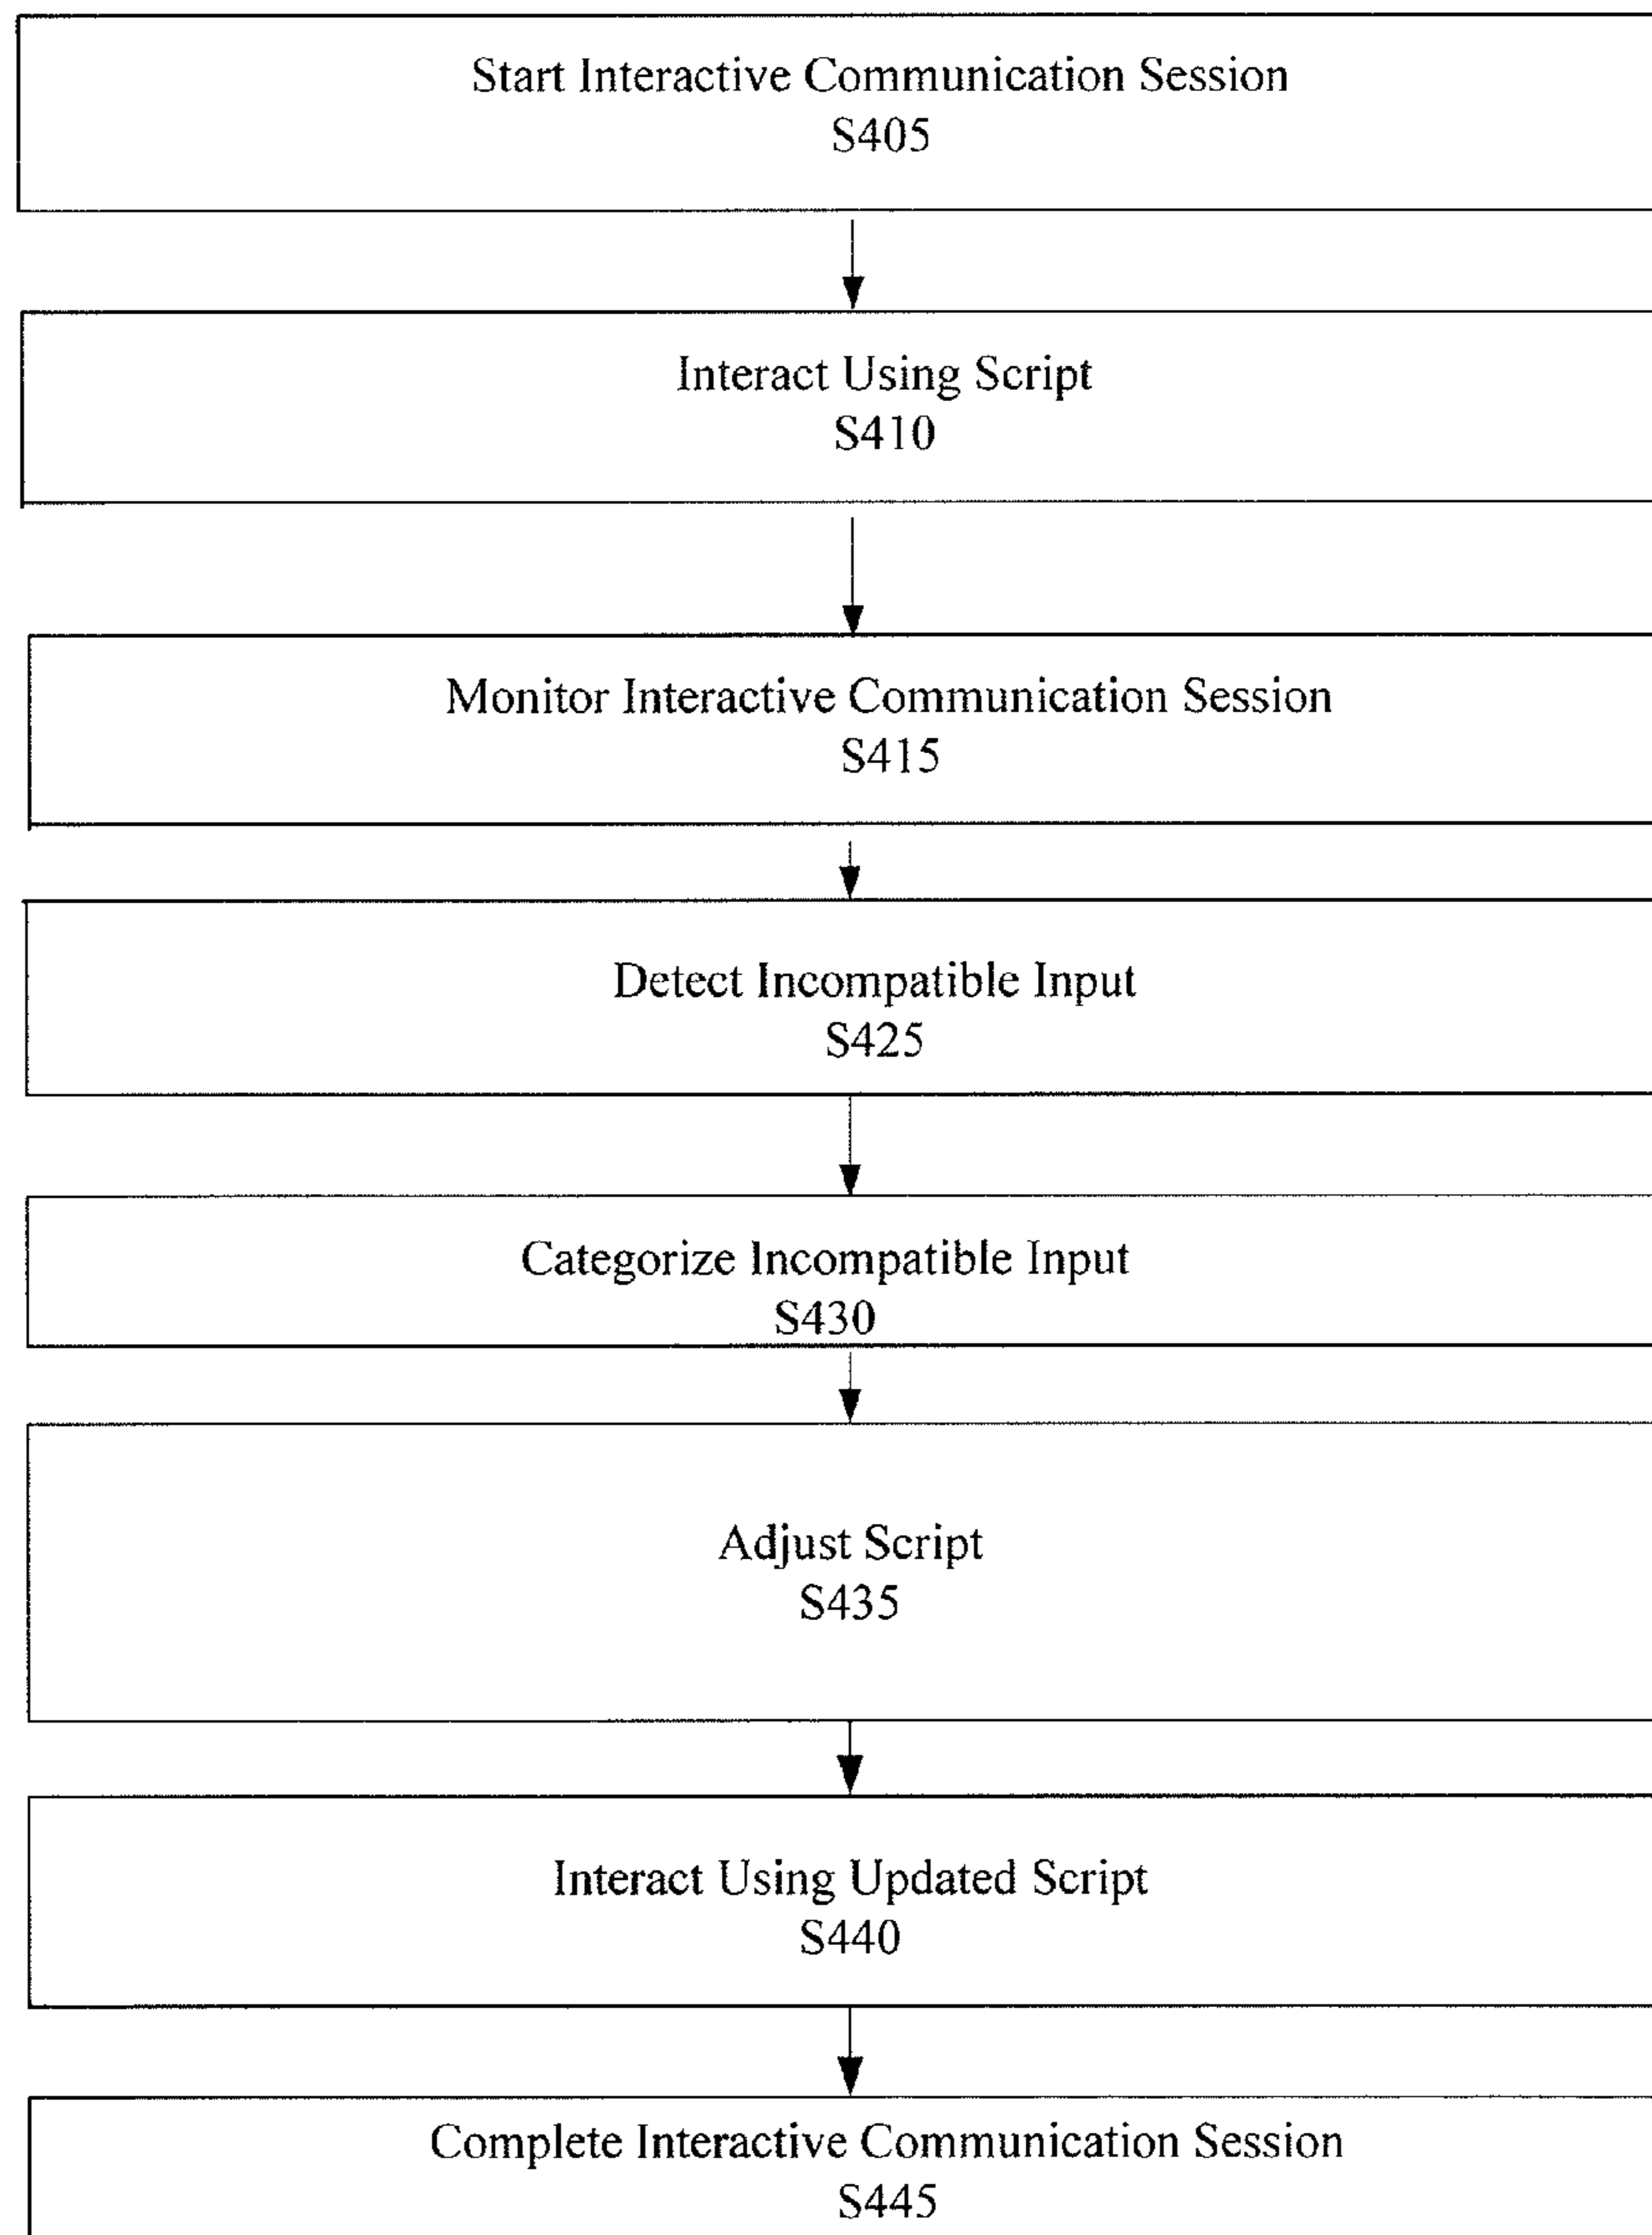 Start Interactive Communication Session
S405
Interact Using Script
S410
Monitor Interactive Communication Session
S415
Detect Incompatible Input
S425
Categorize Incompatible Input
S430
Adjust Script
S435
Interact Using Updated Script
S440
Complete Interactive Communication Session
S445